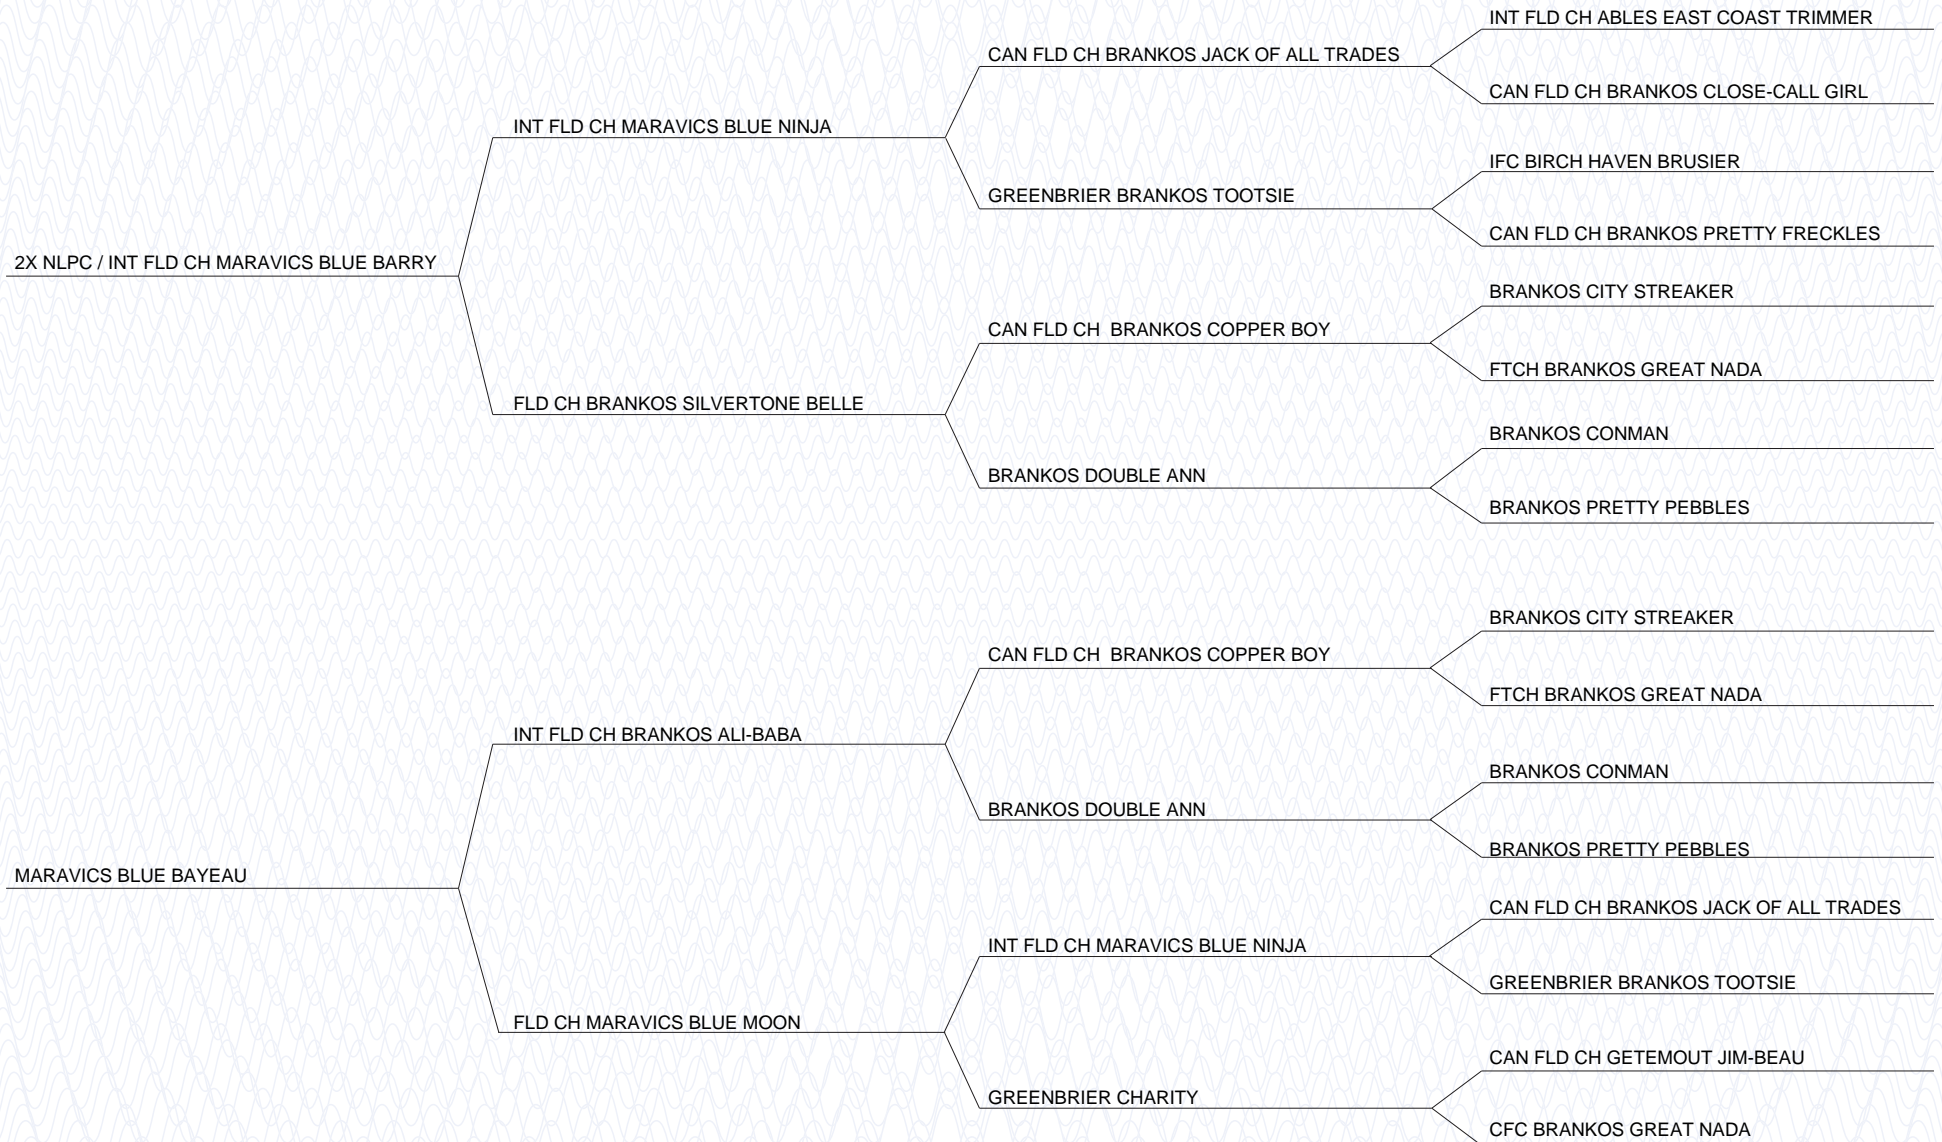 INT FLD CH ABLES EAST COAST TRIMMER
CAN FLD CH BRANKOS JACK OF ALL TRADES
CAN FLD CH BRANKOS CLOSE-CALL GIRL
INT FLD CH MARAVICS BLUE NINJA
IFC BIRCH HAVEN BRUSIER
GREENBRIER BRANKOS TOOTSIE
CAN FLD CH BRANKOS PRETTY FRECKLES
2X NLPC / INT FLD CH MARAVICS BLUE BARRY
BRANKOS CITY STREAKER
CAN FLD CH  BRANKOS COPPER BOY
FTCH BRANKOS GREAT NADA
FLD CH BRANKOS SILVERTONE BELLE
BRANKOS CONMAN
BRANKOS DOUBLE ANN
BRANKOS PRETTY PEBBLES
BRANKOS CITY STREAKER
CAN FLD CH  BRANKOS COPPER BOY
FTCH BRANKOS GREAT NADA
INT FLD CH BRANKOS ALI-BABA
BRANKOS CONMAN
BRANKOS DOUBLE ANN
BRANKOS PRETTY PEBBLES
MARAVICS BLUE BAYEAU
CAN FLD CH BRANKOS JACK OF ALL TRADES
INT FLD CH MARAVICS BLUE NINJA
GREENBRIER BRANKOS TOOTSIE
FLD CH MARAVICS BLUE MOON
CAN FLD CH GETEMOUT JIM-BEAU
GREENBRIER CHARITY
CFC BRANKOS GREAT NADA